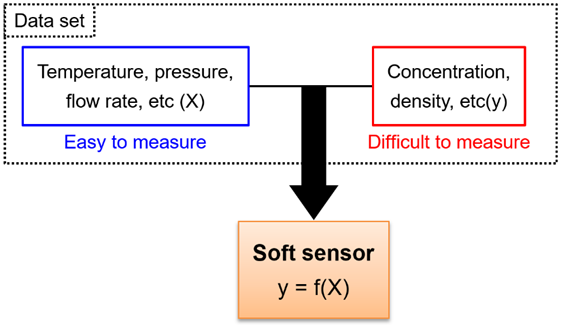 Data set
Temperature, pressure,
flow rate, etc (X)
Easy to measure
Concentration,
density, etc(y)
Difficult to measure
Soft sensor
y = f(X)